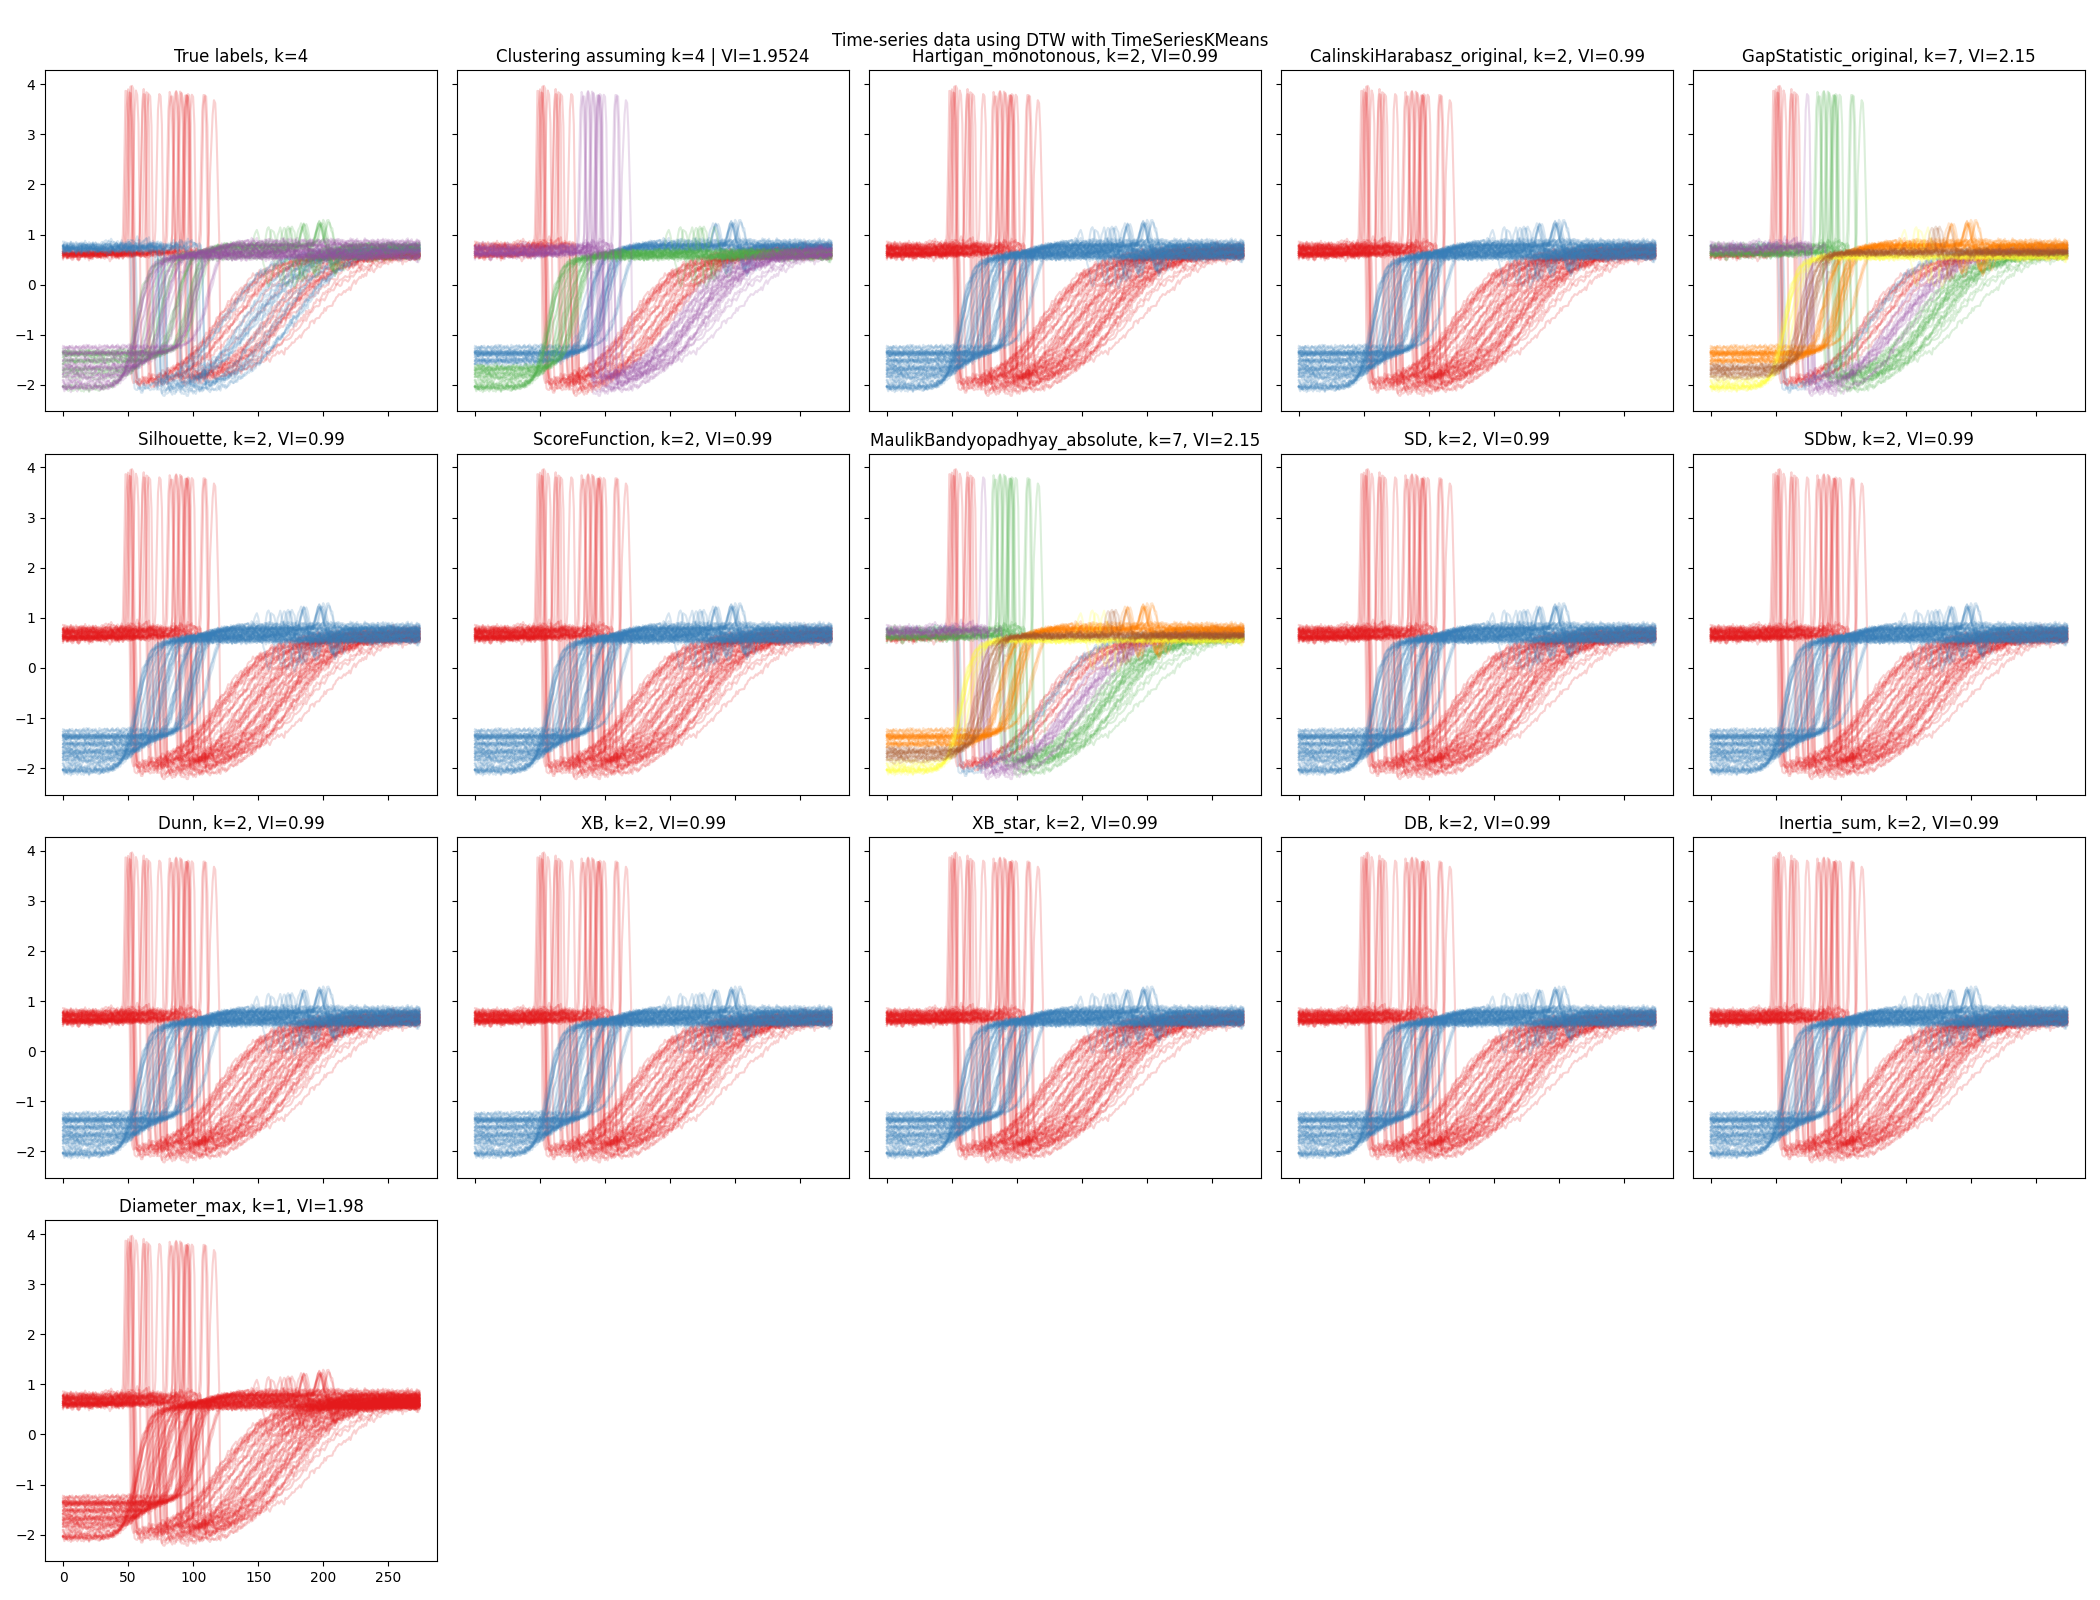 Time-series data using DTW with TimeSeriesKMeans
True labels, k=4
Clustering assuming k=4 | VI=1.9524
Hartigan_monotonous, k=2, VI=0.99
CalinskiHarabasz_original, k=2, VI=0.99
GapStatistic_original, k=7, VI=2.15
4
3
2
1
0
−1
−2
Silhouette, k=2, VI=0.99
ScoreFunction, k=2, VI=0.99
MaulikBandyopadhyay_absolute, k=7, VI=2.15
SD, k=2, VI=0.99
SDbw, k=2, VI=0.99
4
3
2
1
0
−1
−2
Dunn, k=2, VI=0.99
XB, k=2, VI=0.99
XB_star, k=2, VI=0.99
DB, k=2, VI=0.99
Inertia_sum, k=2, VI=0.99
4
3
2
1
0
−1
−2
Diameter_max, k=1, VI=1.98
4
3
2
1
0
−1
−2
0 50 100 150 200 250